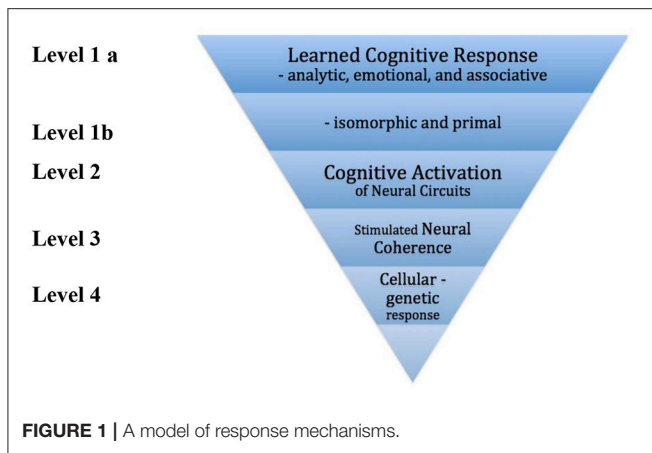 Level 1 a
Learned Cognitive Response
- analytic, emotional, and associative
Level 1b
- isomorphic and primal
Level 2
Cognitive Activation
of Neural Circuits
Level 3
Stimulated Neural
Coherence
Level 4
Cellular -
genetic
response
FIGURE 1 | A model of response mechanisms.